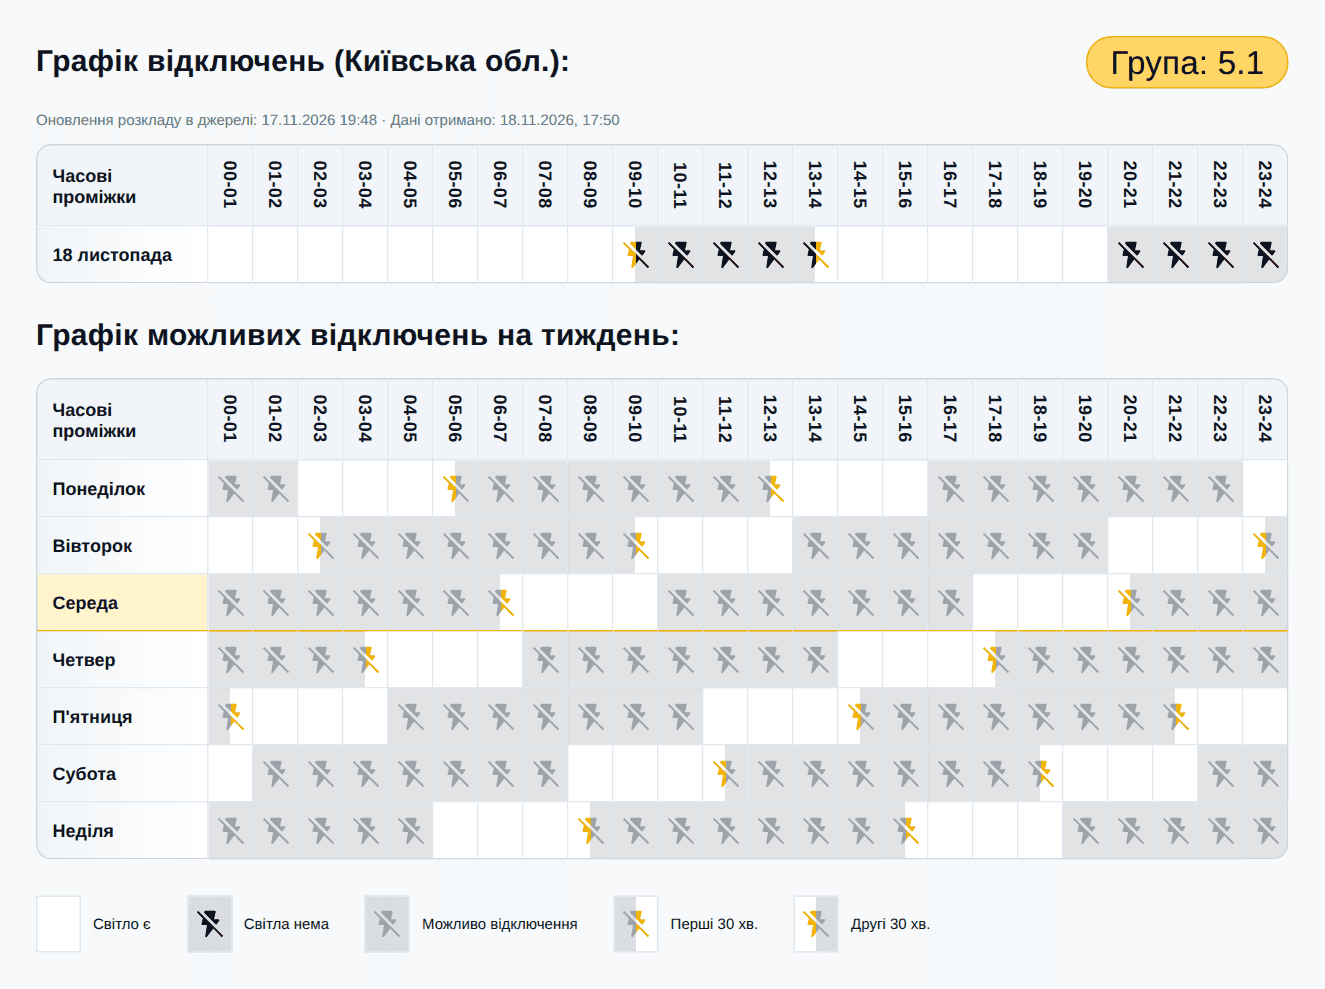 Графік відключень (Київська обл.):
Група: 5.1
Оновлення розкладу в джерелі: 17.11.2026 19:48 · Дані отримано: 18.11.2026, 17:50
Часові проміжки 00-01 01-02 02-03 03-04 04-05 05-06 06-07 07-08 08-09 09-10 10-11 11-12 12-13 13-14 14-15 15-16 16-17 17-18 18-19 19-20 20-21 21-22 22-23 23-24
18 листопада
Графік можливих відключень на тиждень:
Часові проміжки 00-01 01-02 02-03 03-04 04-05 05-06 06-07 07-08 08-09 09-10 10-11 11-12 12-13 13-14 14-15 15-16 16-17 17-18 18-19 19-20 20-21 21-22 22-23 23-24
Понеділок
Вівторок
Середа
Четвер
П'ятниця
Субота
Неділя
Світло є Світла нема Можливо відключення Перші 30 хв. Другі 30 хв.